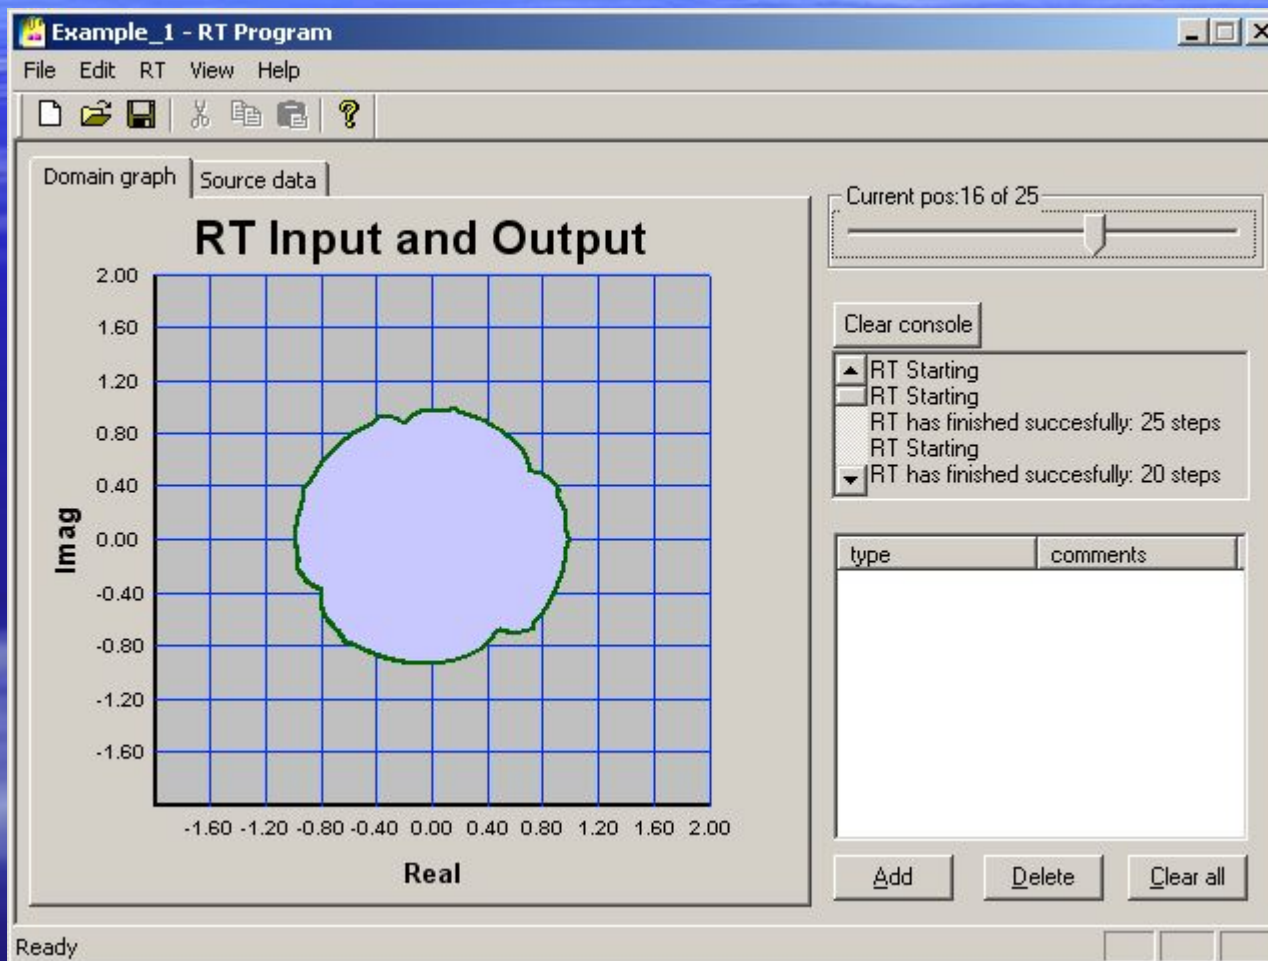 Example_1 - RT Program
File Edit RT View Help
Domain graph Source data
RT Input and Output
2.00
1.60
1.20
0.80
0.40
0.00
-0.40
-0.80
-1.20
-1.60
Imag
-1.60 -1.20 -0.80 -0.40 0.00 0.40 0.80 1.20 1.60 2.00
Real
Current pos:16 of 25
Clear console
RT Starting
RT Starting
RT has finished succesfully: 25 steps
RT Starting
RT has finished succesfully: 20 steps
type comments
Add Delete Clear all
Ready